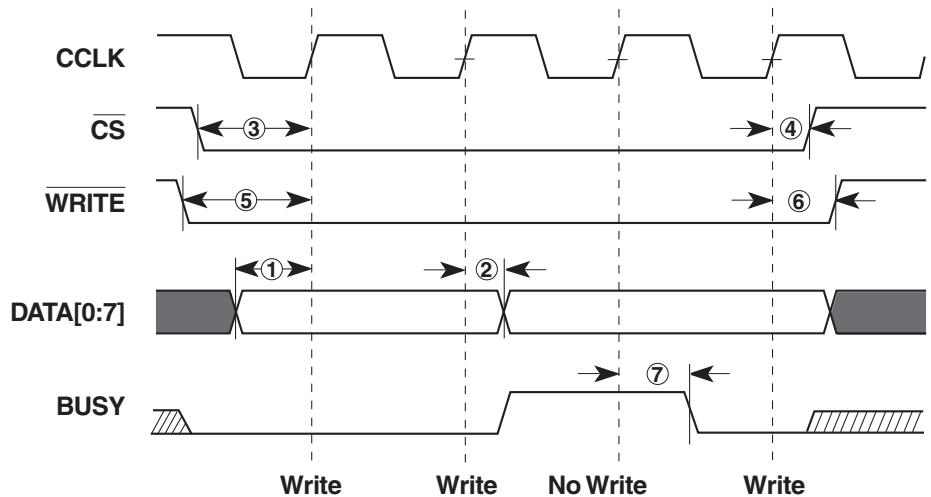 CCLK
CS
③ ④
WRITE
⑤ ⑥
① ②
DATA[0:7]
⑦
BUSY
Write Write No Write Write